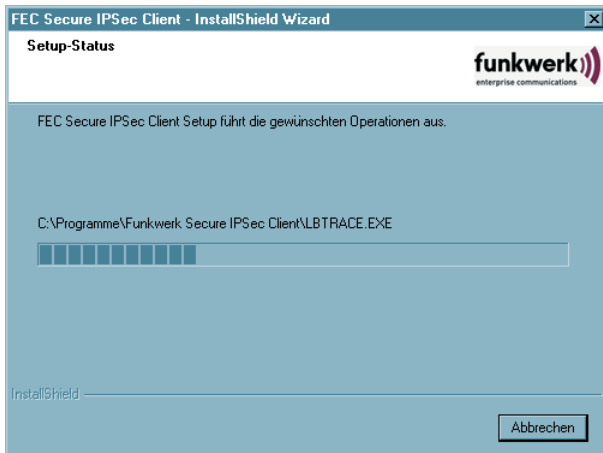 FEC Secure IPSec Client - InstallShield Wizard
Setup-Status
funkwerk
enterprise communications
FEC Secure IPSec Client Setup führt die gewünschten Operationen aus.
C:\Programme\Funkwerk Secure IPSec Client\LBTRACE.EXE
InstallShield
Abbrechen